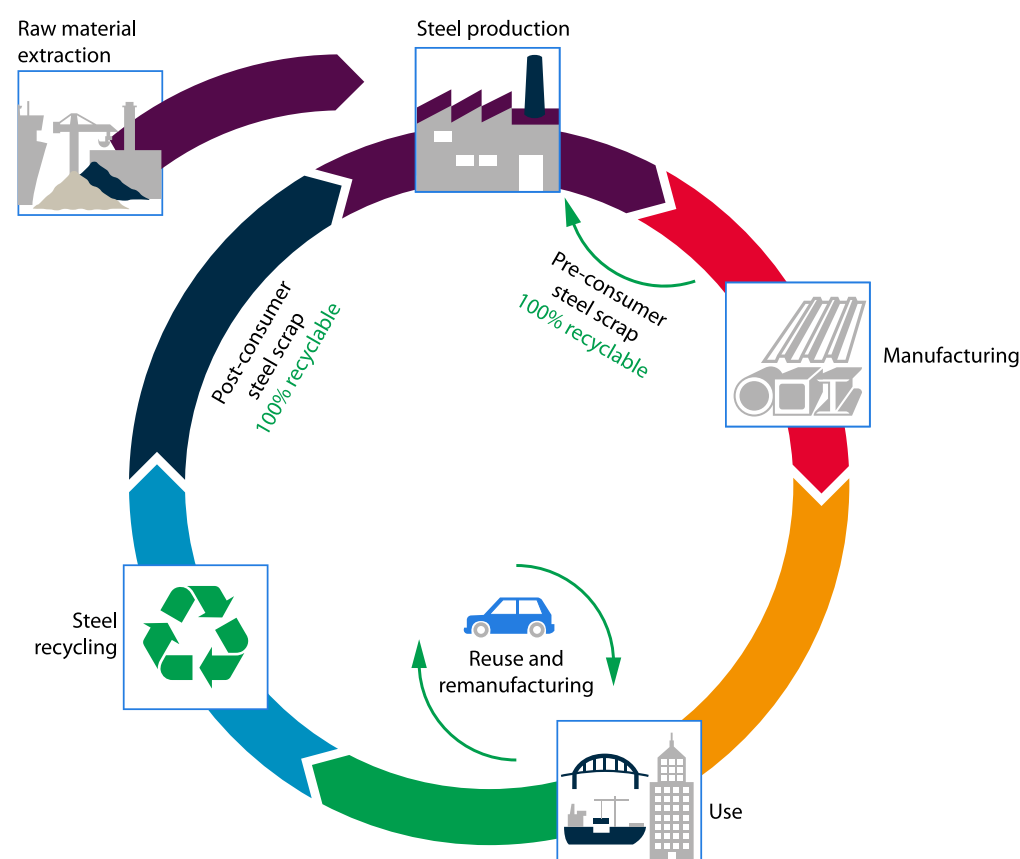 Raw material
extraction
Steel production
Pre-consumer
steel scrap
100% recyclable
Manufacturing
Post-consumer
steel scrap
100% recyclable
Steel
recycling
Reuse and
remanufacturing
Use